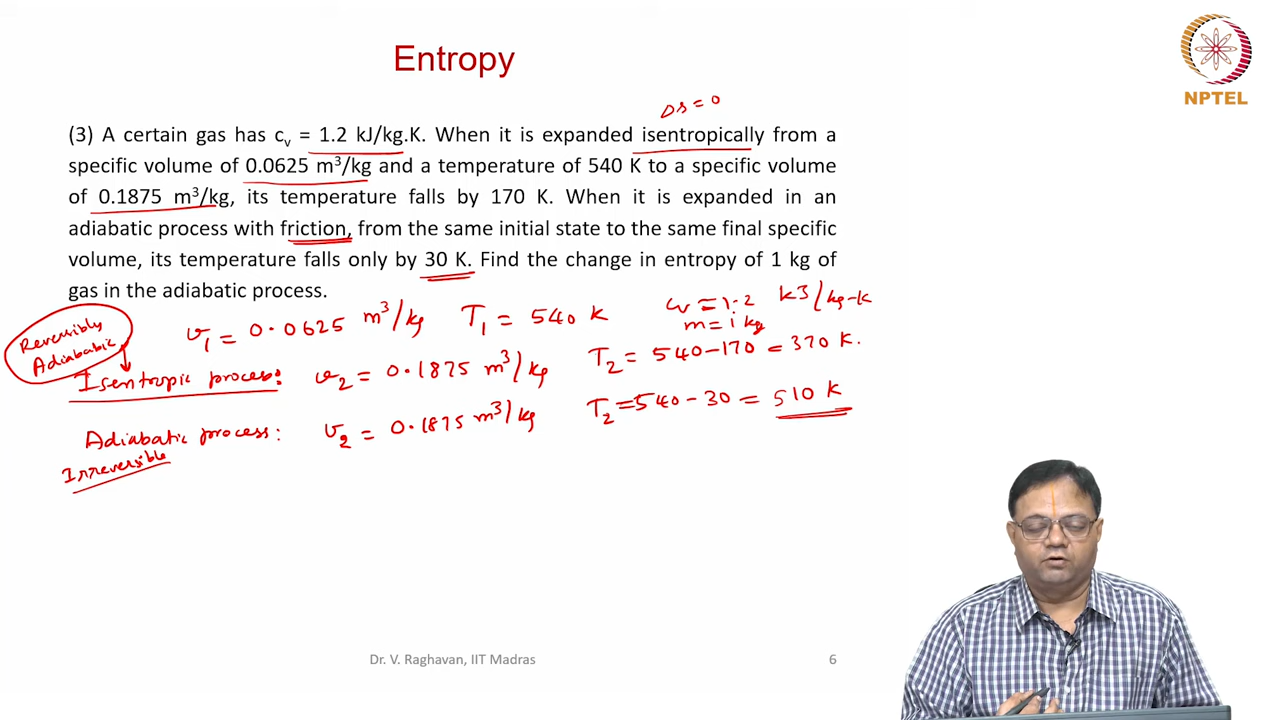 Entropy
NPTEL
Δs = 0
(3) A certain gas has cv = 1.2 kJ/kg.K. When it is expanded isentropically from a
specific volume of 0.0625 m³/kg and a temperature of 540 K to a specific volume
of 0.1875 m³/kg, its temperature falls by 170 K. When it is expanded in an
adiabatic process with friction, from the same initial state to the same final specific
volume, its temperature falls only by 30 K. Find the change in entropy of 1 kg of
gas in the adiabatic process.
Reversibly
Adiababic
v1 = 0.0625 m³/kg T1 = 540 K
cv = 1.2 kJ/kg-K
m = 1 kg
Isentropic process: v2 = 0.1875 m³/kg T2 = 540-170 = 370 K.
Adiabatic process: v2 = 0.1875 m³/kg T2 = 540-30 = 510 K
Irreversible
Dr. V. Raghavan, IIT Madras
6